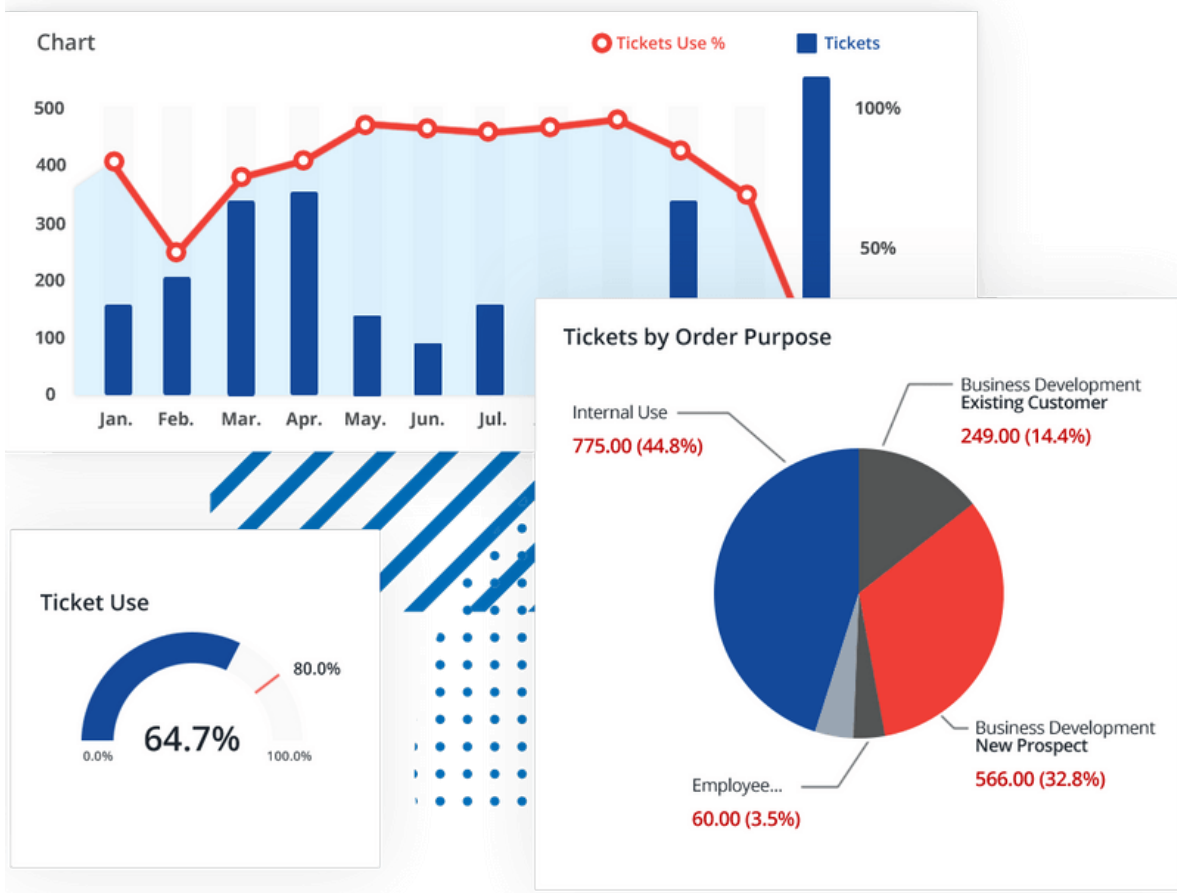 Chart
Tickets Use %
Tickets
500
400
300
200
100
0
100%
50%
Jan.
Feb.
Mar.
Apr.
May.
Jun.
Jul.
Tickets by Order Purpose
Internal Use
775.00 (44.8%)
Business Development
Existing Customer
249.00 (14.4%)
Business Development
New Prospect
566.00 (32.8%)
Employee...
60.00 (3.5%)
Ticket Use
80.0%
64.7%
0.0%
100.0%